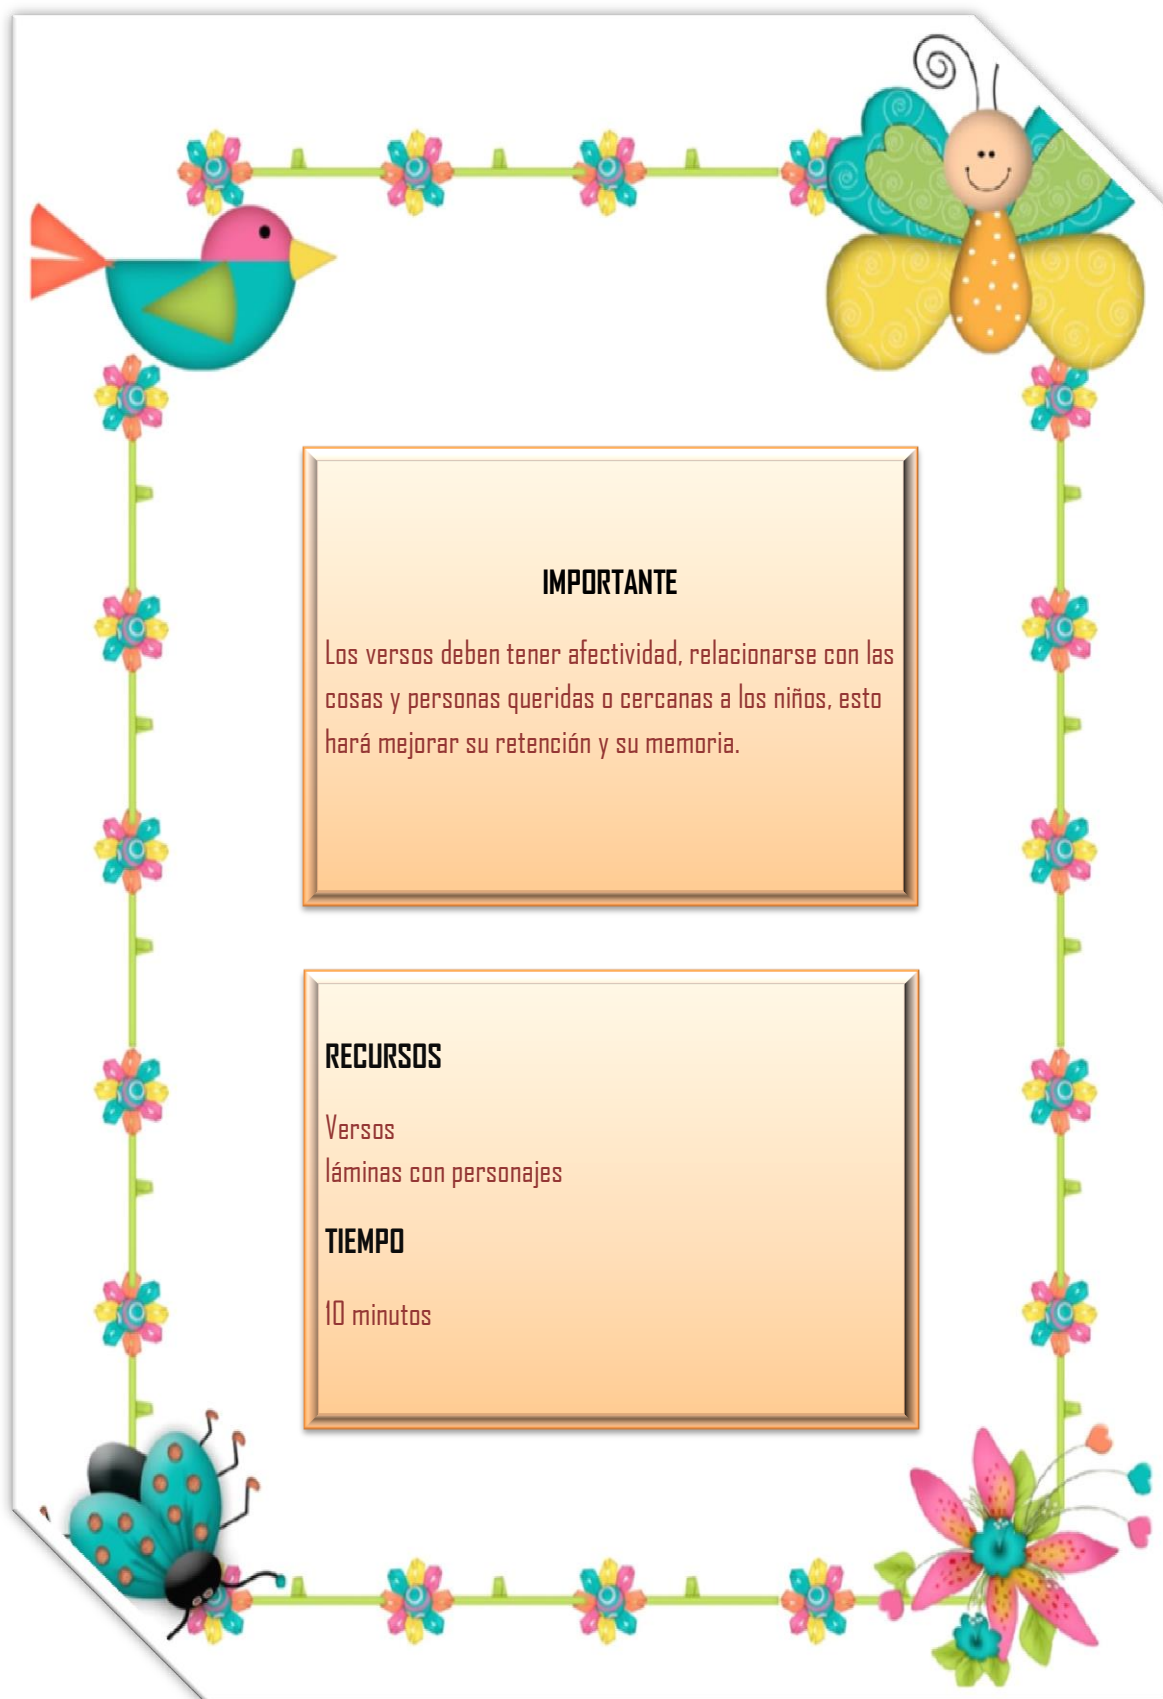 IMPORTANTE
Los versos deben tener afectividad, relacionarse con las
cosas y personas queridas o cercanas a los niños, esto
hará mejorar su retención y su memoria.
RECURSOS
Versos
láminas con personajes
TIEMPO
10 minutos